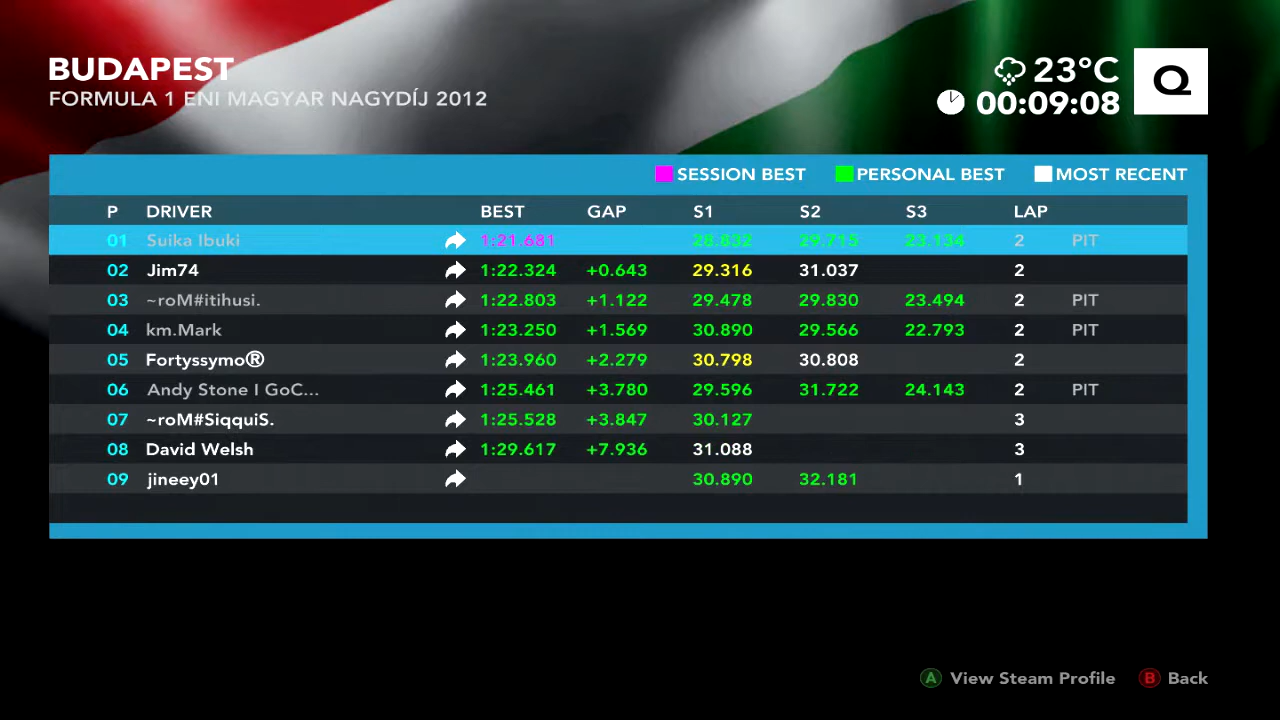 BUDAPEST
FORMULA 1 ENI MAGYAR NAGYDÍJ 2012
23°C
00:09:08
Q
SESSION BEST PERSONAL BEST MOST RECENT
P DRIVER BEST GAP S1 S2 S3 LAP
01 Suika Ibuki 1:21.681 28.832 29.715 23.134 2 PIT
02 Jim74 1:22.324 +0.643 29.316 31.037 2
03 ~roM#itihusi. 1:22.803 +1.122 29.478 29.830 23.494 2 PIT
04 km.Mark 1:23.250 +1.569 30.890 29.566 22.793 2 PIT
05 Fortyssymo® 1:23.960 +2.279 30.798 30.808 2
06 Andy Stone I GoC... 1:25.461 +3.780 29.596 31.722 24.143 2 PIT
07 ~roM#SiqquiS. 1:25.528 +3.847 30.127 3
08 David Welsh 1:29.617 +7.936 31.088 3
09 jineey01 30.890 32.181 1
A View Steam Profile B Back